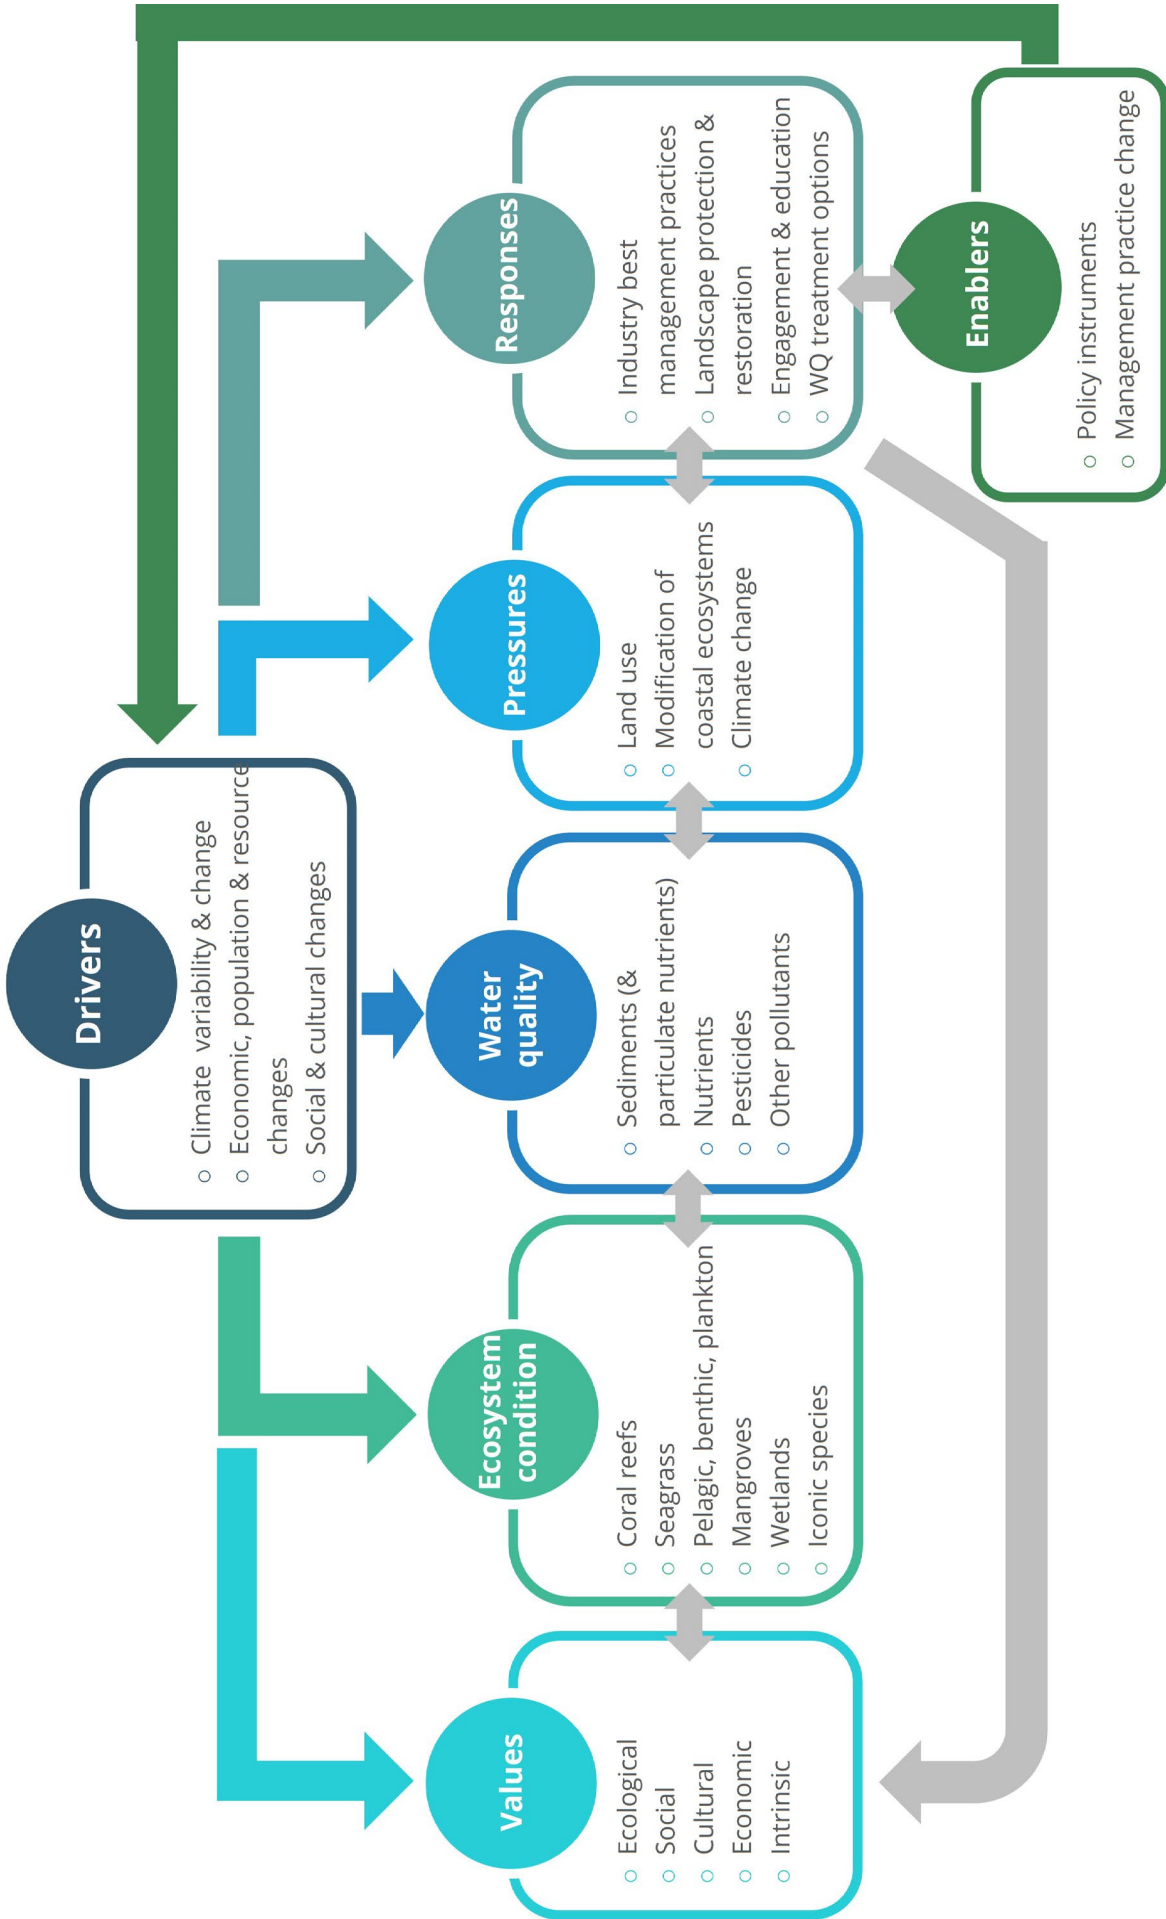 Drivers
○ Climate variability & change
○ Economic, population & resource
changes
○ Social & cultural changes
Values
○ Ecological
○ Social
○ Cultural
○ Economic
○ Intrinsic
Ecosystem
condition
○ Coral reefs
○ Seagrass
○ Pelagic, benthic, plankton
○ Mangroves
○ Wetlands
○ Iconic species
Water
quality
○ Sediments (&
particulate nutrients)
○ Nutrients
○ Pesticides
○ Other pollutants
Pressures
○ Land use
○ Modification of
coastal ecosystems
○ Climate change
Responses
○ Industry best
management practices
○ Landscape protection &
restoration
○ Engagement & education
○ WQ treatment options
Enablers
○ Policy instruments
○ Management practice change